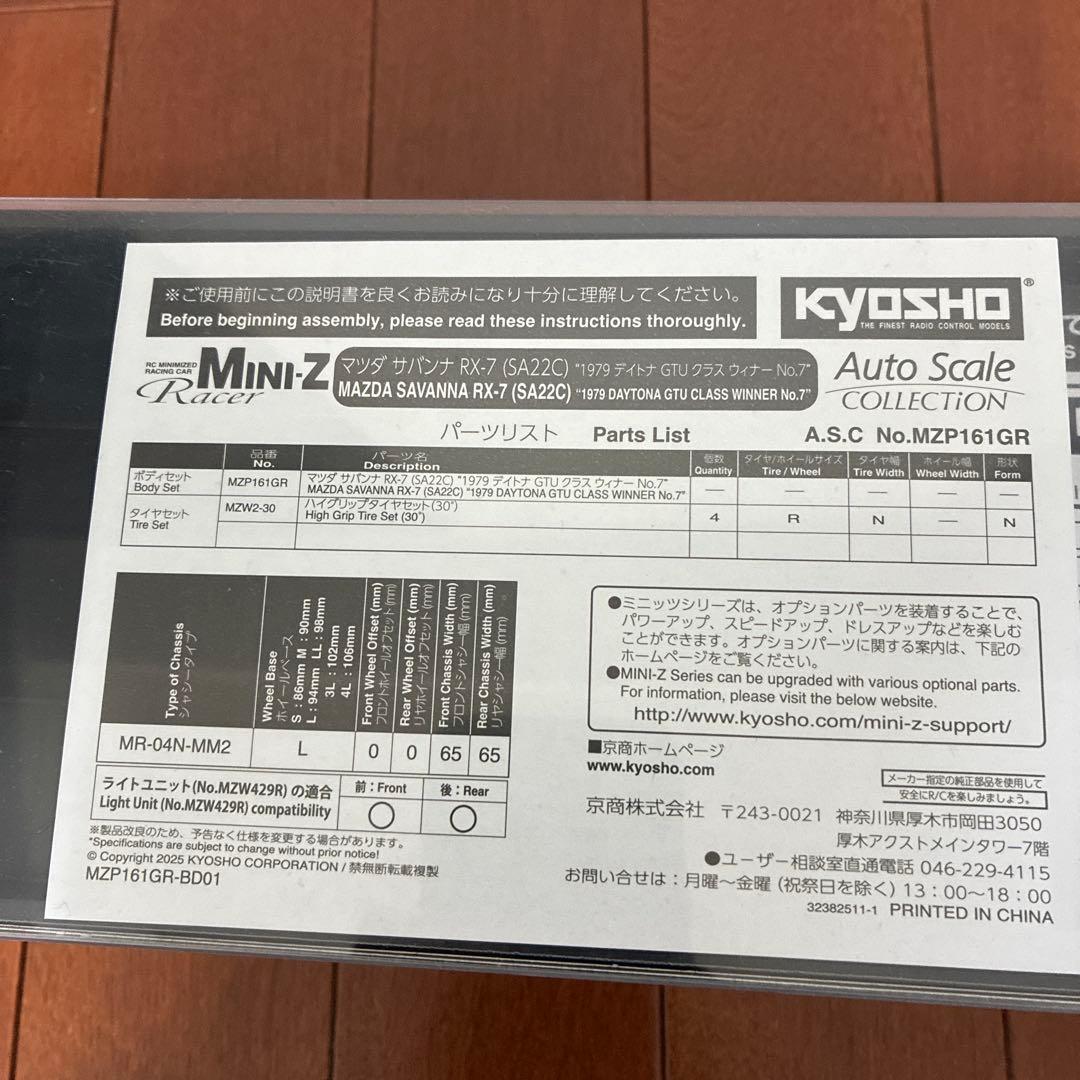 ※ご使用前にこの説明書を良くお読みになり十分に理解してください。
Before beginning assembly, please read these instructions thoroughly.
KYOSHO®
THE FINEST RADIO CONTROL MODELS
RC MINIMIZED RACING CAR
MINI-Z
Racer
マツダ サバンナ RX-7 (SA22C) "1979 デイトナ GTU クラス ウィナー No.7"
MAZDA SAVANNA RX-7 (SA22C) "1979 DAYTONA GTU CLASS WINNER No.7"
Auto Scale
COLLECTiON
パーツリスト Parts List
A.S.C No.MZP161GR
品番 No. パーツ名 Description 個数 Quantity タイヤ/ホイールサイズ Tire / Wheel タイヤ幅 Tire Width ホイール幅 Wheel Width 形状 Form
ボディセット Body Set MZP161GR マツダ サバンナ RX-7 (SA22C) "1979 デイトナ GTU クラス ウィナー No.7" — — — — —
MAZDA SAVANNA RX-7 (SA22C) "1979 DAYTONA GTU CLASS WINNER No.7"
タイヤセット Tire Set MZW2-30 ハイグリップタイヤセット(30°) 4 R N — N
High Grip Tire Set (30°)
Type of Chassis シャシータイプ
Wheel Base ホイールベース
S : 86mm M : 90mm
L : 94mm LL : 98mm
3L : 102mm
4L : 106mm
Front Wheel Offset (mm) フロントホイールオフセット(mm)
Rear Wheel Offset (mm) リヤホイールオフセット(mm)
Front Chassis Width (mm) フロントシャシー幅(mm)
Rear Chassis Width (mm) リヤシャシー幅(mm)
MR-04N-MM2 L 0 0 65 65
ライトユニット(No.MZW429R) の適合 前 : Front 後 : Rear
Light Unit (No.MZW429R) compatibility ○ ○
※製品改良のため、予告なく仕様を変更する場合があります。
*Specifications are subject to change without prior notice!
© Copyright 2025 KYOSHO CORPORATION / 禁無断転載複製
MZP161GR-BD01
●ミニッツシリーズは、オプションパーツを装着することで、
パワーアップ、スピードアップ、ドレスアップなどを楽しむ
ことができます。オプションパーツに関する案内は、下記の
ホームページをご覧ください。
●MINI-Z Series can be upgraded with various optional parts.
For information, please visit the below website.
http://www.kyosho.com/mini-z-support/
■京商ホームページ
www.kyosho.com
メーカー指定の純正部品を使用して
安全にR/Cを楽しみましょう。
京商株式会社 〒243-0021 神奈川県厚木市岡田3050
厚木アクストメインタワー7階
●ユーザー相談室直通電話 046-229-4115
お問い合せは : 月曜〜金曜 (祝祭日を除く) 13 : 00〜18 : 00
32382511-1 PRINTED IN CHINA